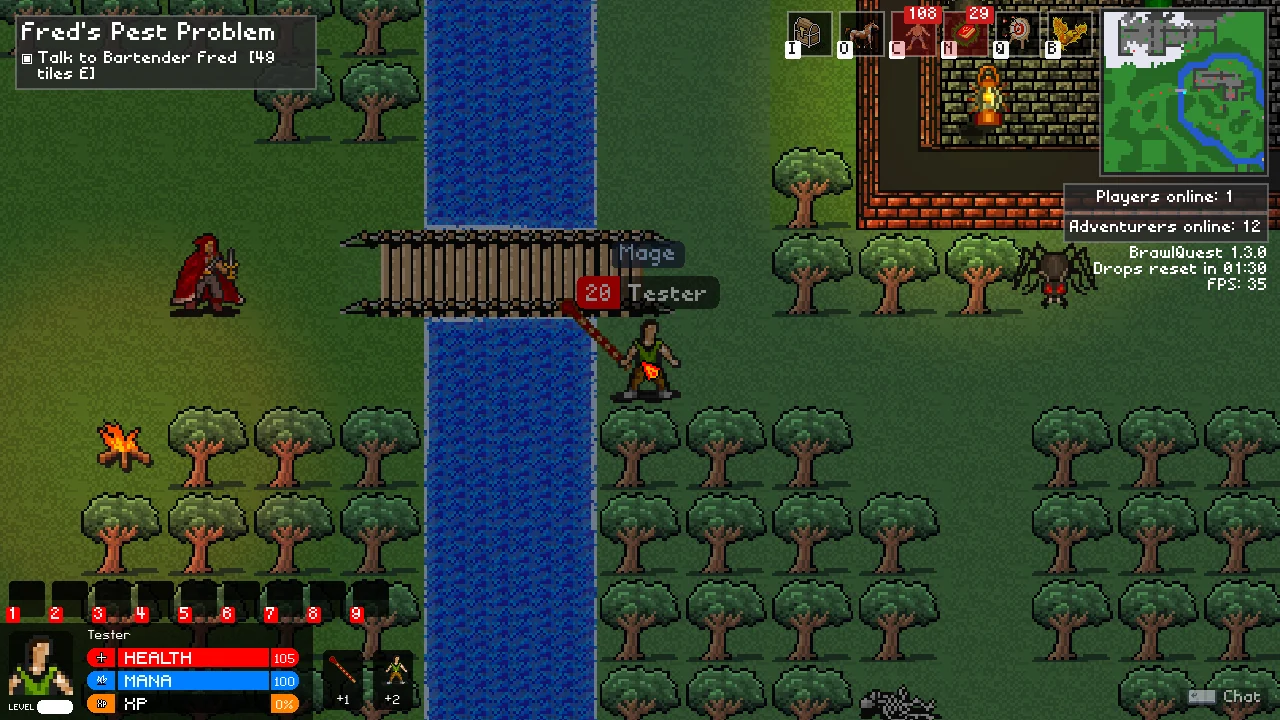 Fred's Pest Problem
Talk to Bartender Fred [49
tiles E]
108
29
I
O
C
N
Q
B
Players online: 1
Adventurers online: 12
BrawlQuest 1.3.0
Drops reset in 01:30
FPS: 35
Mage
20 Tester
1 2 3 4 5 6 7 8 9
Tester
HEALTH 105
MANA 100
XP XP 0%
LEVEL
+1
+2
Chat